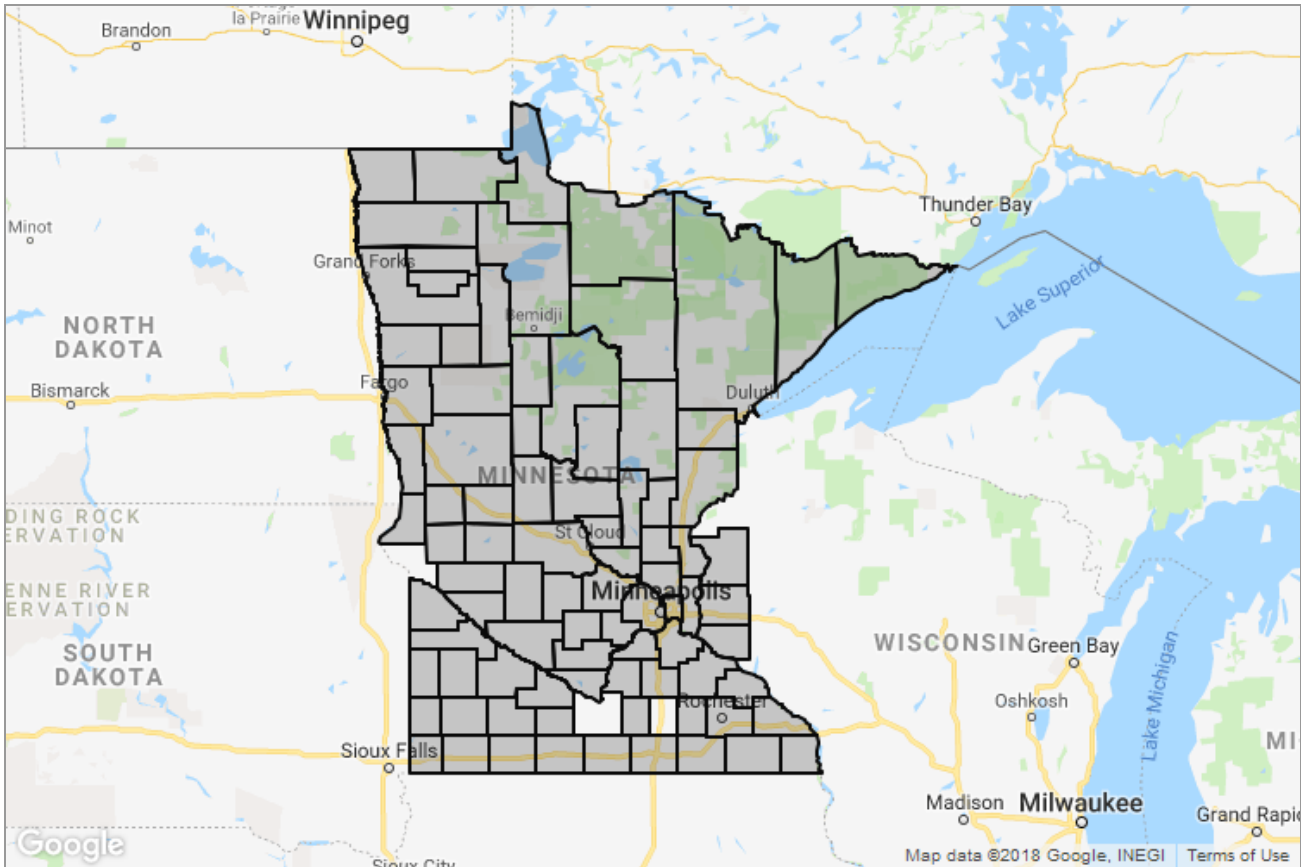 la Prairie
Winnipeg
Brandon
Minot
Thunder Bay
Grand Forks
Lake Superior
NORTH
DAKOTA
Bemidji
Bismarck
Fargo
Duluth
MINNESOTA
DING ROCK
ERVATION
St Cloud
ENNE RIVER
ERVATION
Minneapolis
WISCONSIN
Green Bay
SOUTH
DAKOTA
Lake Michigan
Oshkosh
Rochester
MI
Sioux Falls
Madison
Milwaukee
Grand Rapid
Google
Sioux City
Map data ©2018 Google, INEGI
Terms of Use